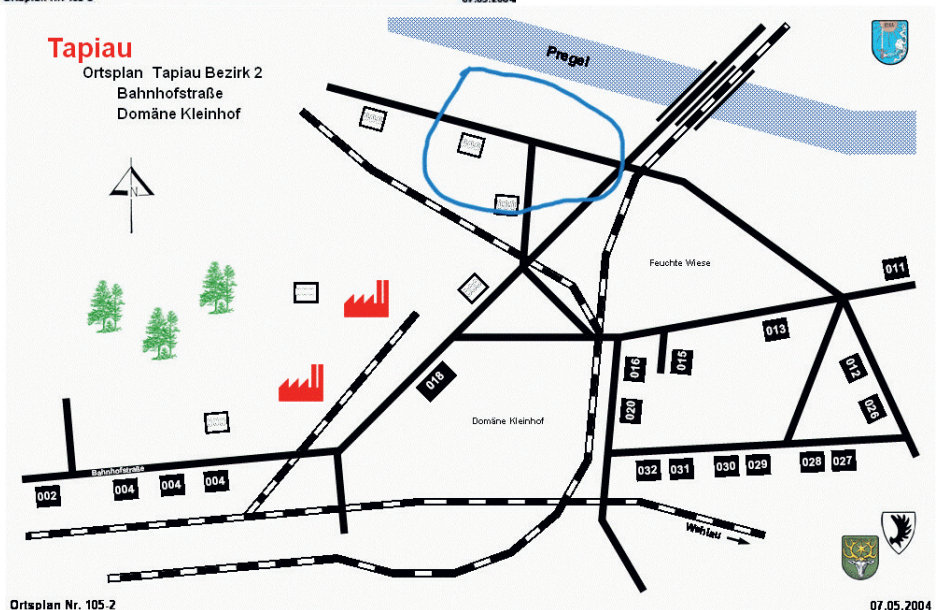 Tapiau
Ortsplan Tapiau Bezirk 2
Bahnhofstraße
Domäne Kleinhof
Pregel
N
Feuchte Wiese
011
013
016
015
012
018
020
026
Domäne Kleinhof
Bahnhofstraße
032
031
030
029
028
027
002
004
004
004
Wehlau
Ortsplan Nr. 105-2
07.05.2004